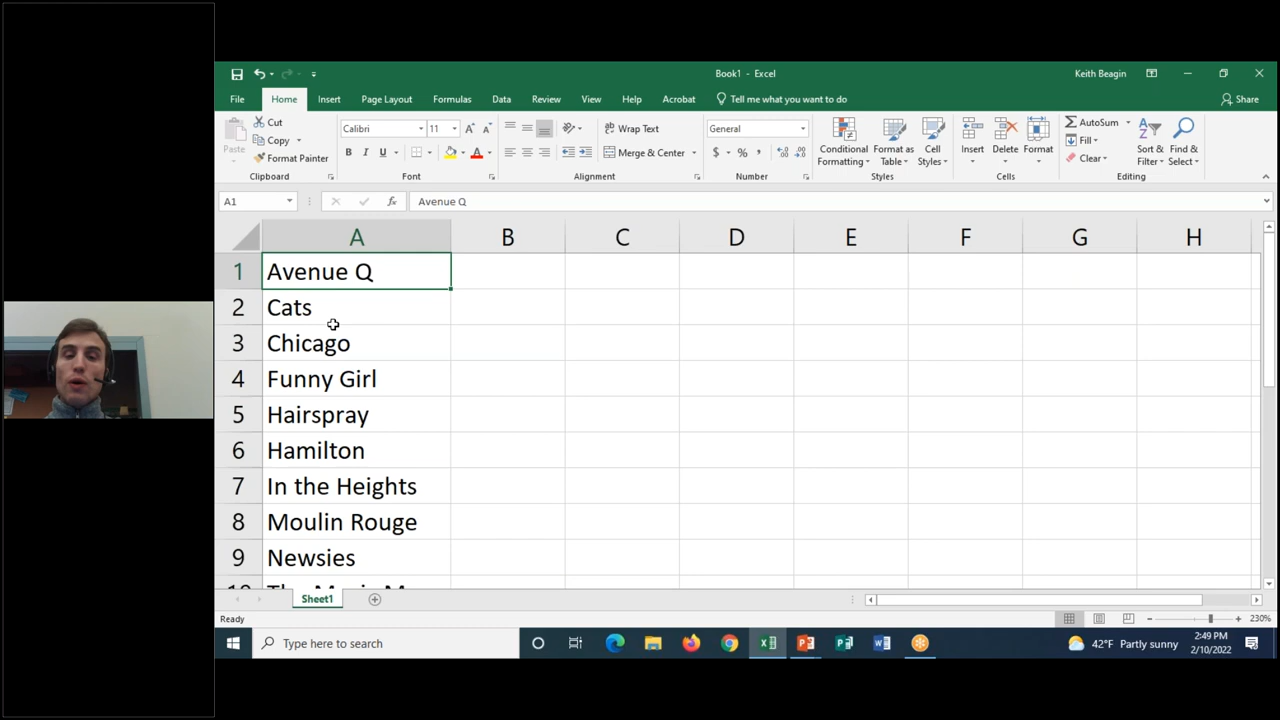 Book1 - Excel
Keith Beagin
File Home Insert Page Layout Formulas Data Review View Help Acrobat Tell me what you want to do Share
Paste
Cut
Copy
Format Painter
Clipboard
Calibri 11
B I U A
Font
Wrap Text
Merge & Center
Alignment
General
$ % ,
Number
Conditional Formatting
Format as Table
Cell Styles
Styles
Insert Delete Format
Cells
AutoSum
Fill
Clear
Sort & Filter
Find & Select
Editing
A1 fx Avenue Q
A B C D E F G H
1 Avenue Q
2 Cats
3 Chicago
4 Funny Girl
5 Hairspray
6 Hamilton
7 In the Heights
8 Moulin Rouge
9 Newsies
Sheet1
Ready
230%
Type here to search
42°F Partly sunny
2:49 PM
2/10/2022